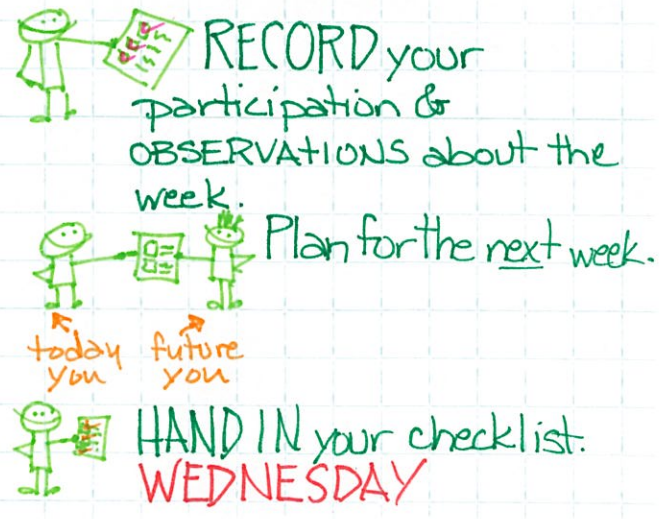 RECORD your
participation &
OBSERVATIONS about the
week.
Plan for the next week.
today future
you you
HAND IN your checklist.
WEDNESDAY